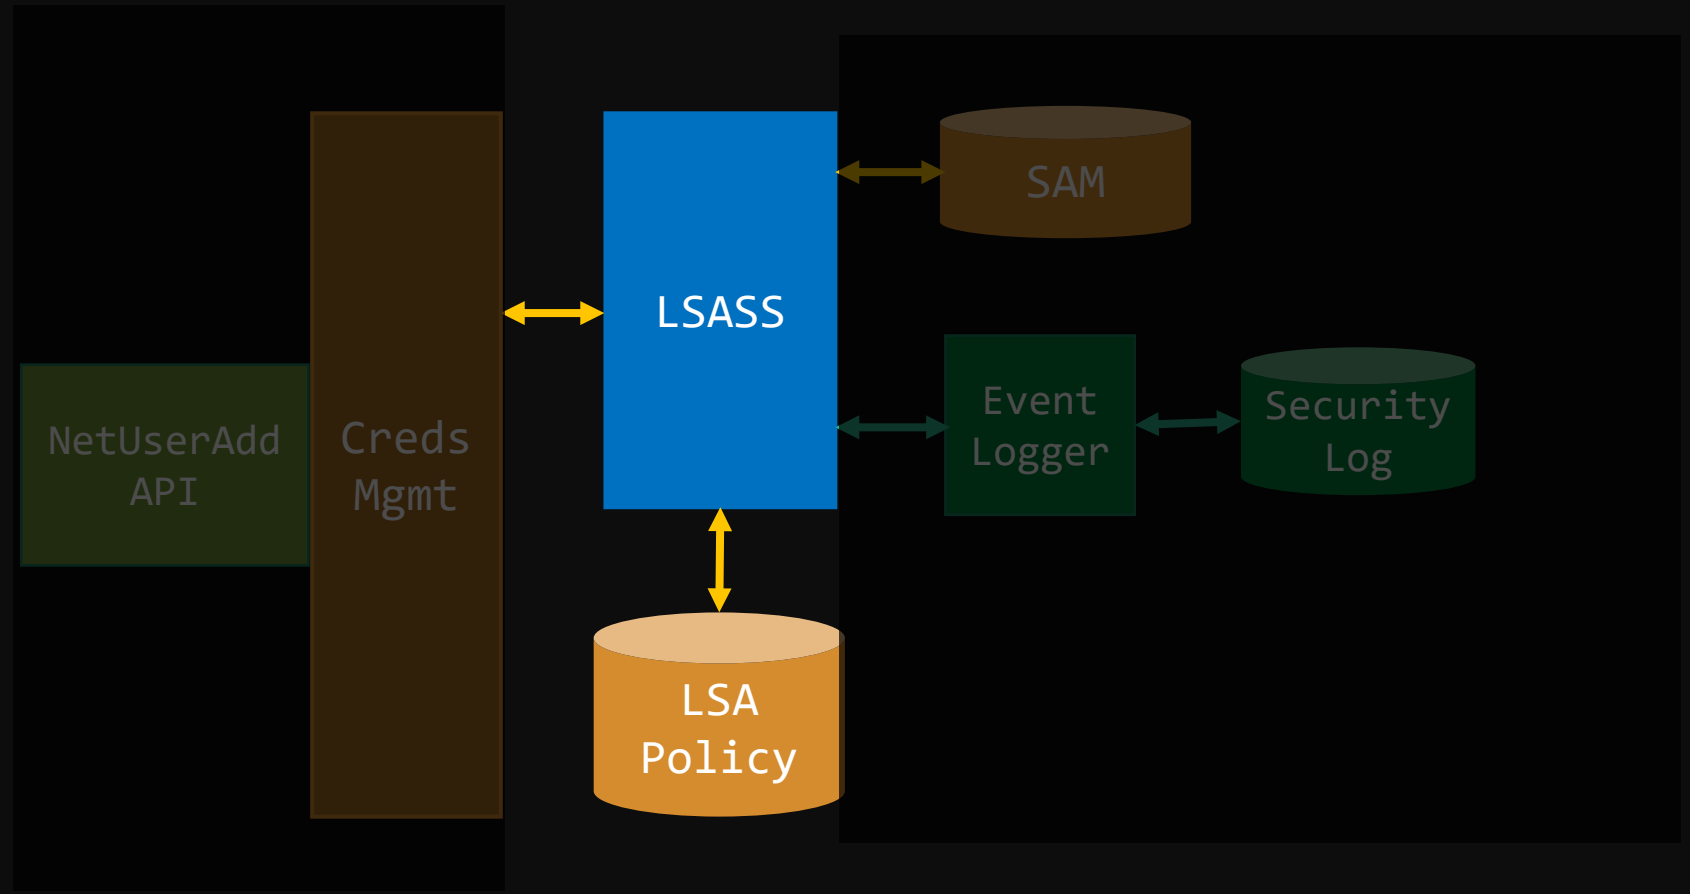 NetUserAdd
API
Creds
Mgmt
LSASS
LSA
Policy
SAM
Event
Logger
Security
Log